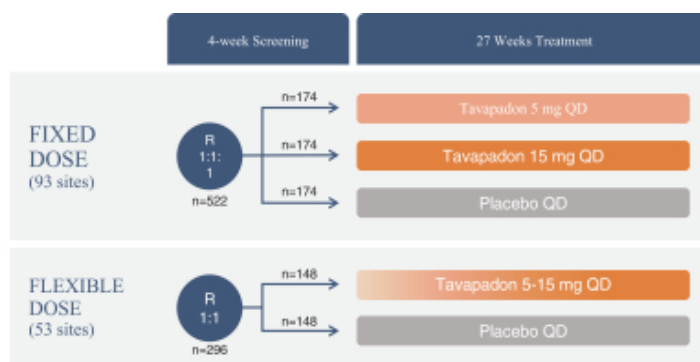 4-week Screening
27 Weeks Treatment
FIXED
DOSE
(93 sites)
R
1:1:
1
n=522
n=174
Tavapadon 5 mg QD
n=174
Tavapadon 15 mg QD
n=174
Placebo QD
FLEXIBLE
DOSE
(53 sites)
R
1:1
n=296
n=148
Tavapadon 5-15 mg QD
n=148
Placebo QD